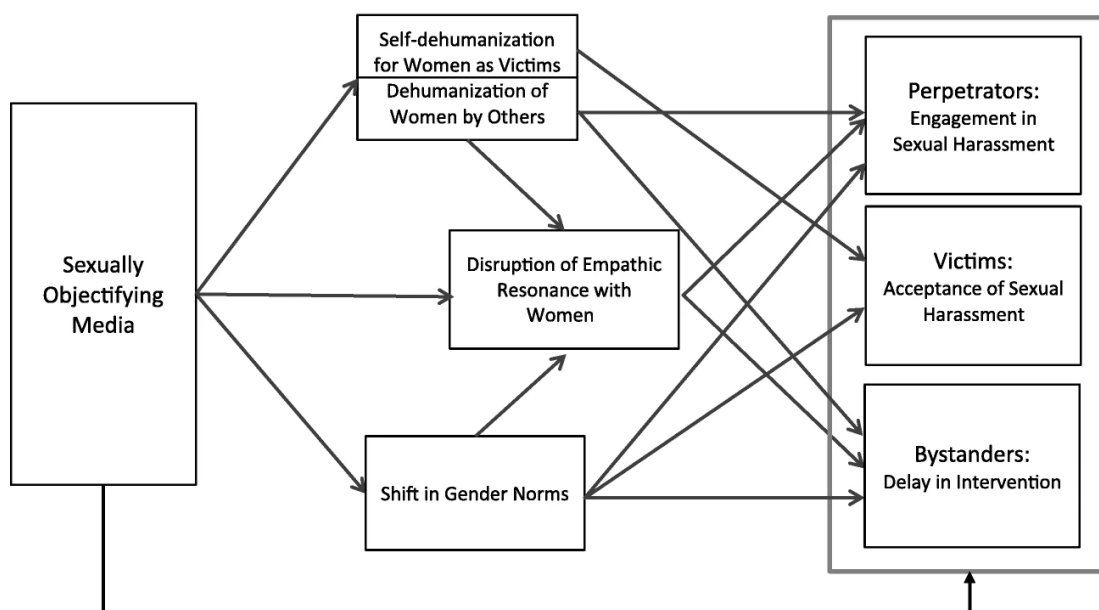 Sexually
Objectifying
Media
Self-dehumanization
for Women as Victims
Dehumanization of
Women by Others
Disruption of Empathic
Resonance with
Women
Shift in Gender Norms
Perpetrators:
Engagement in
Sexual Harassment
Victims:
Acceptance of Sexual
Harassment
Bystanders:
Delay in Intervention